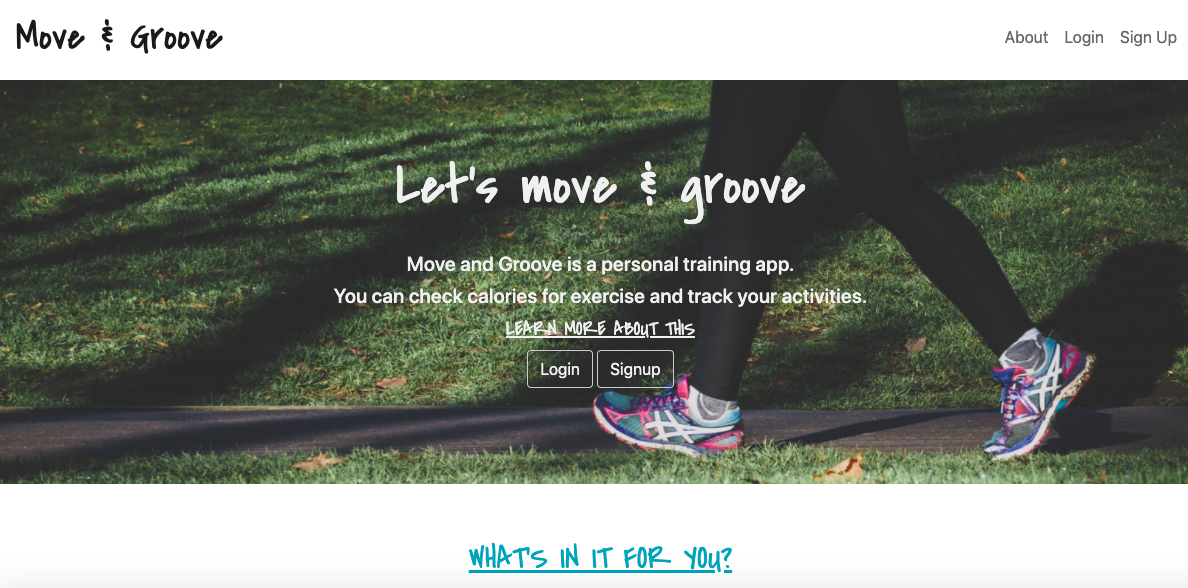 Move & Groove
About Login Sign Up
Let's move & groove
Move and Groove is a personal training app.
You can check calories for exercise and track your activities.
LEARN MORE ABOUT THIS
Login Signup
WHAT'S IN IT FOR YOU?